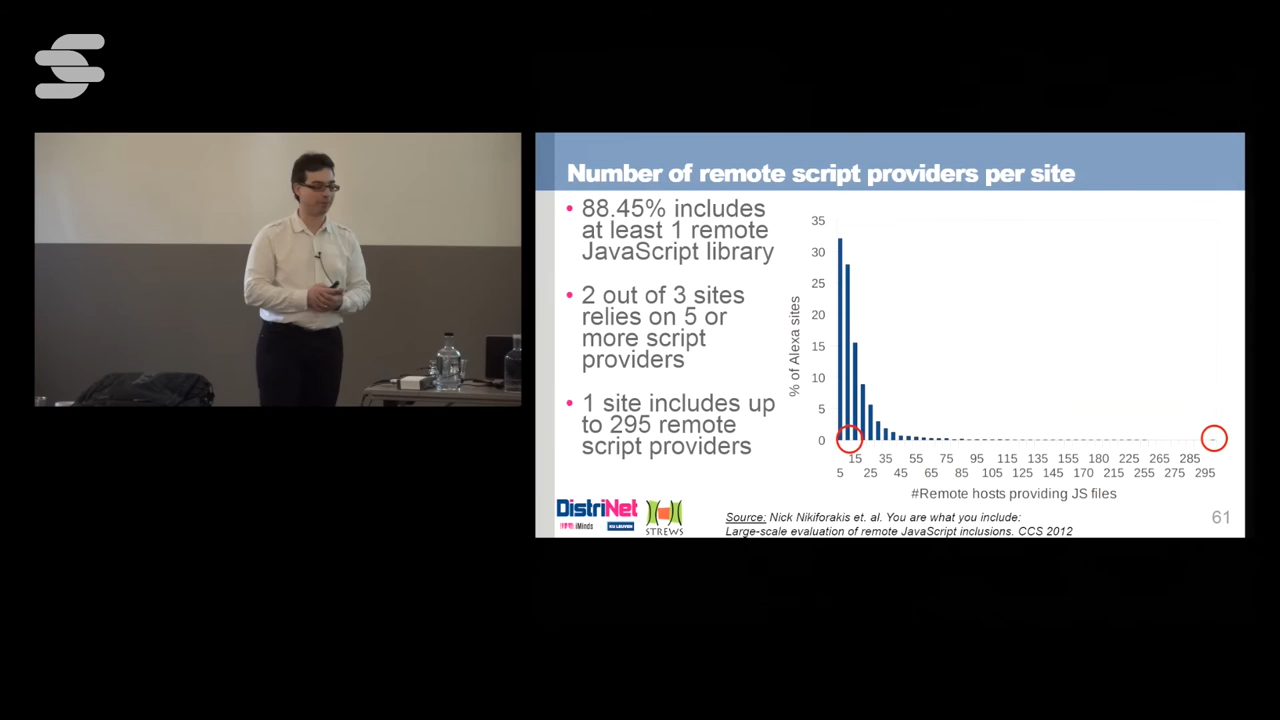 Number of remote script providers per site
• 88.45% includes
at least 1 remote
JavaScript library
• 2 out of 3 sites
relies on 5 or
more script
providers
• 1 site includes up
to 295 remote
script providers
% of Alexa sites
35
30
25
20
15
10
5
0
15 35 55 75 95 115 135 155 180 225 265 285
5 25 45 65 85 105 125 145 170 195 275 295
#Remote hosts providing JS files
DistriNet
iMinds
KU LEUVEN
STREWS
Source: Nick Nikiforakis et. al. You are what you include:
Large-scale evaluation of remote JavaScript inclusions. CCS 2012
61